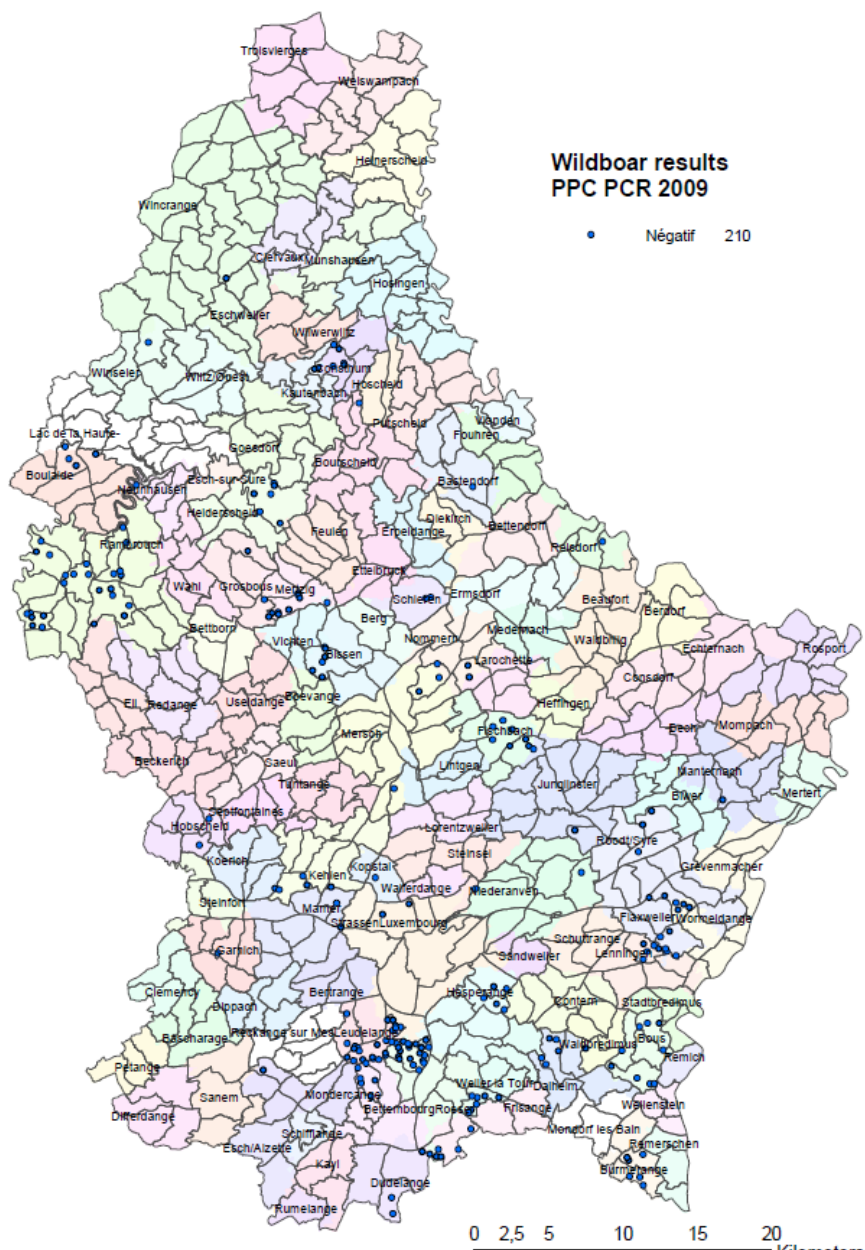 Troisvierges
Weiswampach
Heinerscheid
Wildboar results
PPC PCR 2009
Négatif 210
Wincrange
Clervaux
Munshausen
Hosingen
Eschweiler
Wilwerwiltz
Winseler
Wiltz/Ouest
Consthum
Hoscheid
Kautenbach
Putscheid
Vianden
Fouhren
Lac de la Haute-
Goesdorf
Boulaide
Neunhausen
Esch-sur-Sure
Bourscheid
Bastendorf
Heiderscheid
Diekirch
Bettendorf
Feulen
Erpeldange
Reisdorf
Rambrouch
Wahl
Grosbous
Mertzig
Ettelbruck
Schieren
Ermsdorf
Beaufort
Berdorf
Bettborn
Vichten
Bissen
Berg
Nommern
Medernach
Waldbillig
Echternach
Rosport
Larochette
Consdorf
Ell
Redange
Useldange
Boevange
Heffingen
Mersch
Fischbach
Bech
Mompach
Beckerich
Saeul
Lintgen
Junglinster
Manternach
Tuntange
Biwer
Mertert
Hobscheid
Septfontaines
Lorentzweiler
Roodt/Syre
Koerich
Steinsel
Kehlen
Kopstal
Grevenmacher
Steinfort
Mamer
Walferdange
Niederanven
Strassen
Luxembourg
Flaxweiler
Wormeldange
Garnich
Sandweiler
Schuttrange
Lenningen
Clemency
Dippach
Bertrange
Hesperange
Contern
Stadtbredimus
Bascharage
Reckange sur Mess
Leudelange
Waldbredimus
Bous
Remich
Petange
Sanem
Mondercange
Weiler la Tour
Dalheim
Differdange
Bettembourg
Roeser
Frisange
Wellenstein
Schifflange
Mondorf les Bain
Esch/Alzette
Remerschen
Kayl
Burmerange
Dudelange
Rumelange
0 2,5 5 10 15 20
Kilometers